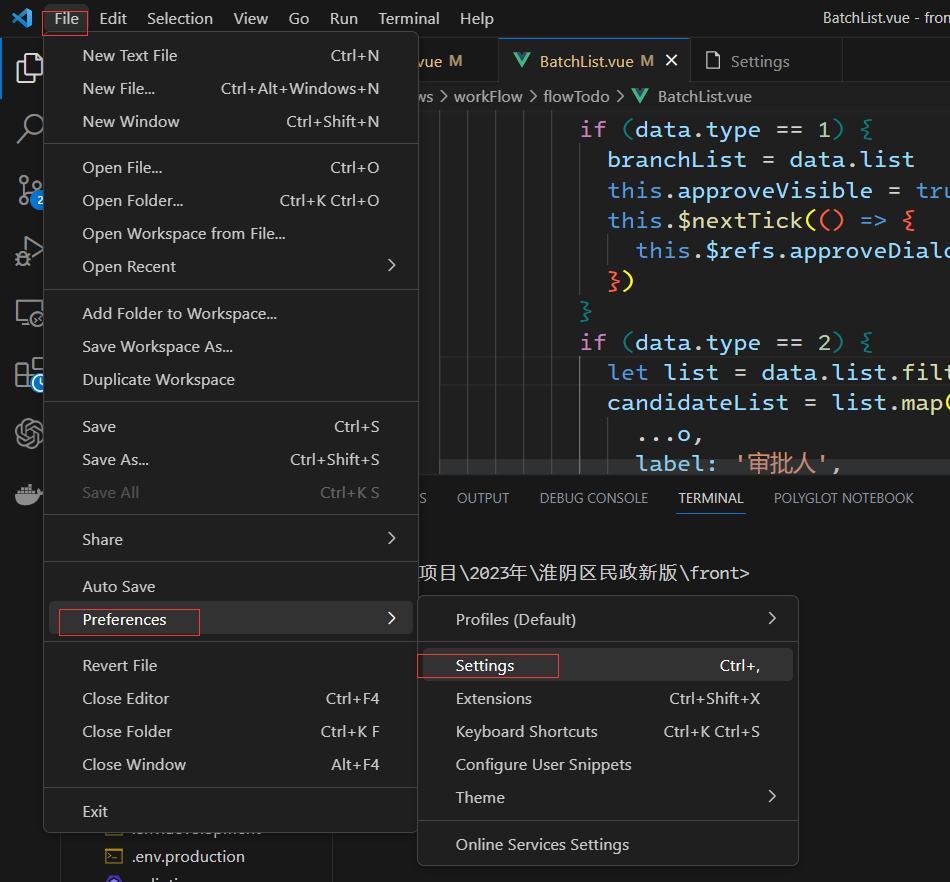 File Edit Selection View Go Run Terminal Help BatchList.vue - fron
New Text File Ctrl+N
New File... Ctrl+Alt+Windows+N
New Window Ctrl+Shift+N
Open File... Ctrl+O
Open Folder... Ctrl+K Ctrl+O
Open Workspace from File...
Open Recent
Add Folder to Workspace...
Save Workspace As...
Duplicate Workspace
Save Ctrl+S
Save As... Ctrl+Shift+S
Save All Ctrl+K S
Share
Auto Save
Preferences
Revert File
Close Editor Ctrl+F4
Close Folder Ctrl+K F
Close Window Alt+F4
Exit
.env.production
vue M BatchList.vue M Settings
ws > workFlow > flowTodo > BatchList.vue
if (data.type == 1) {
branchList = data.list
this.approveVisible = tru
this.$nextTick(() => {
this.$refs.approveDialo
})
}
if (data.type == 2) {
let list = data.list.filt
candidateList = list.map(
...o,
label: '审批人',
S OUTPUT DEBUG CONSOLE TERMINAL POLYGLOT NOTEBOOK
项目\2023年\淮阴区民政新版\front>
Profiles (Default)
Settings Ctrl+,
Extensions Ctrl+Shift+X
Keyboard Shortcuts Ctrl+K Ctrl+S
Configure User Snippets
Theme
Online Services Settings